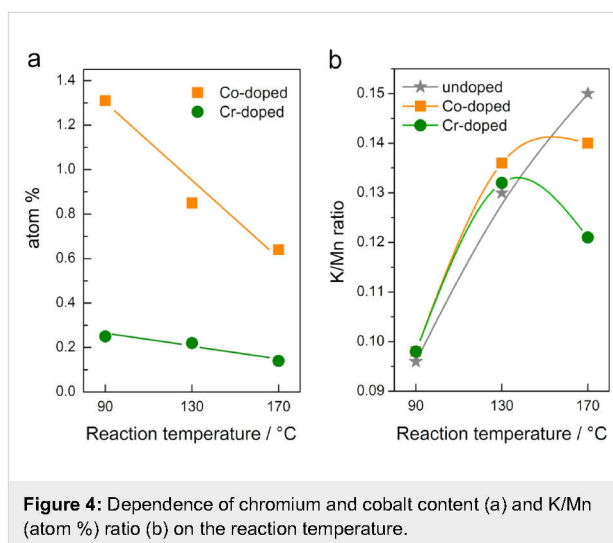 a
1.4
1.2
1.0
0.8
0.6
0.4
0.2
0.0
atom %
Co-doped
Cr-doped
90 130 170
Reaction temperature / °C
b
0.15
0.14
0.13
0.12
0.11
0.10
0.09
K/Mn ratio
undoped
Co-doped
Cr-doped
90 130 170
Reaction temperature / °C
Figure 4: Dependence of chromium and cobalt content (a) and K/Mn
(atom %) ratio (b) on the reaction temperature.